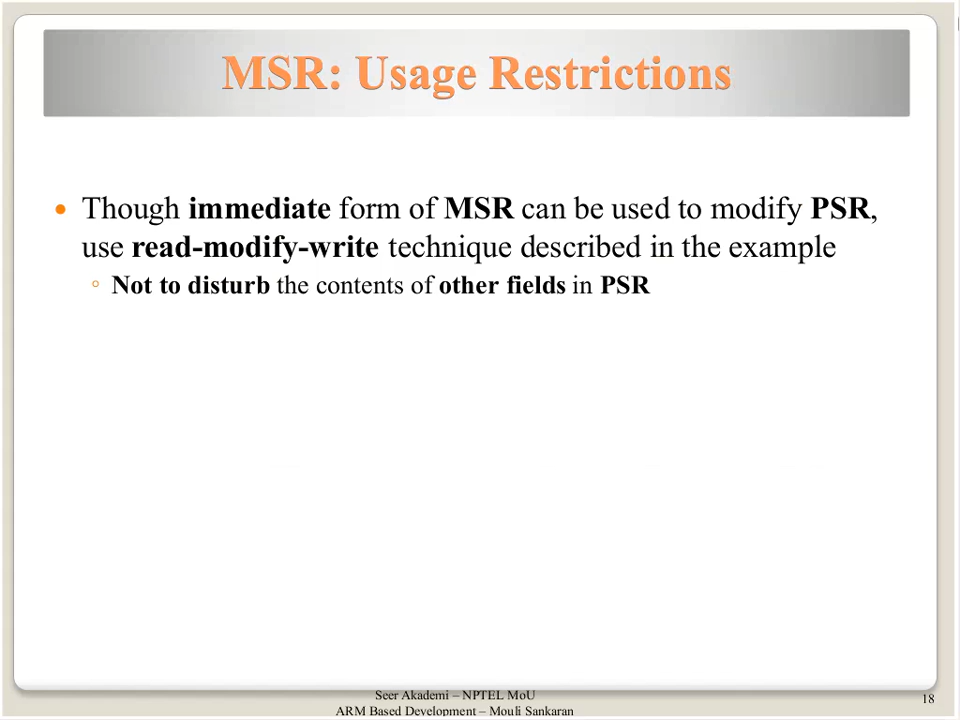 MSR: Usage Restrictions
Though immediate form of MSR can be used to modify PSR,
use read-modify-write technique described in the example
Not to disturb the contents of other fields in PSR
Seer Akademi – NPTEL MoU
ARM Based Development – Mouli Sankaran
18